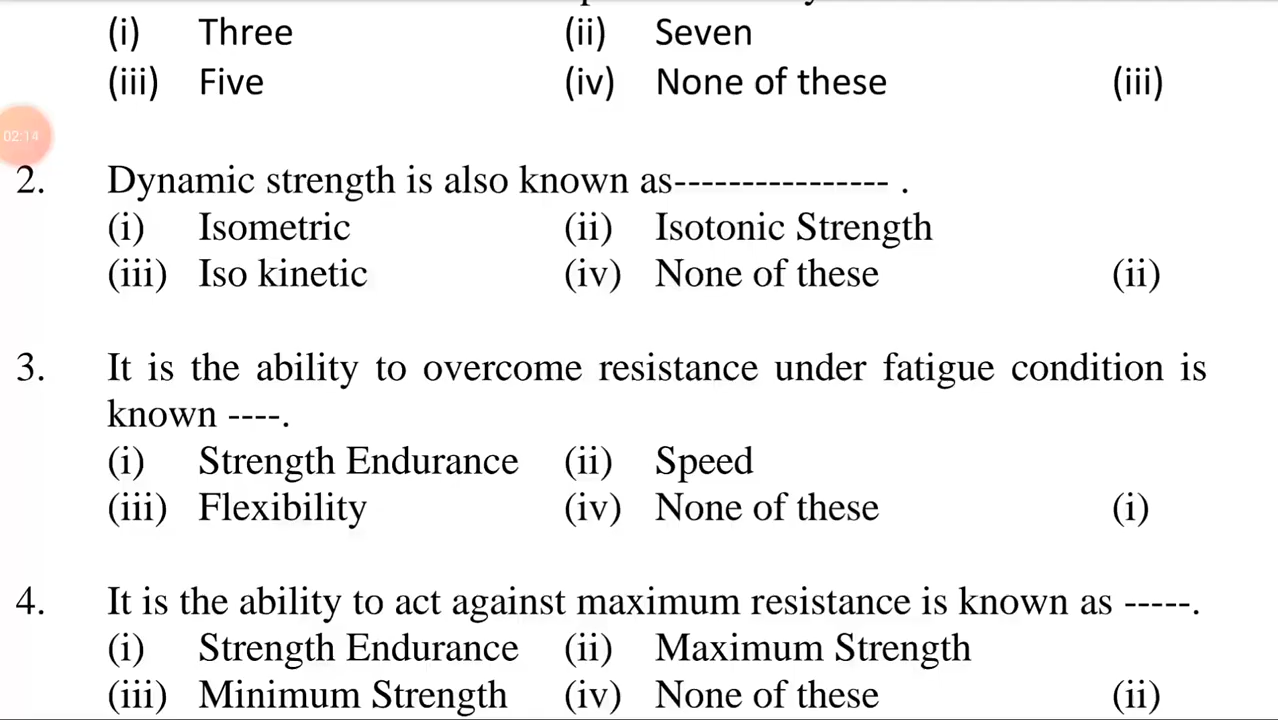 (i) Three (ii) Seven
(iii) Five (iv) None of these (iii)
02:14
2. Dynamic strength is also known as---------------- .
(i) Isometric (ii) Isotonic Strength
(iii) Iso kinetic (iv) None of these (ii)
3. It is the ability to overcome resistance under fatigue condition is
known ----.
(i) Strength Endurance (ii) Speed
(iii) Flexibility (iv) None of these (i)
4. It is the ability to act against maximum resistance is known as -----.
(i) Strength Endurance (ii) Maximum Strength
(iii) Minimum Strength (iv) None of these (ii)